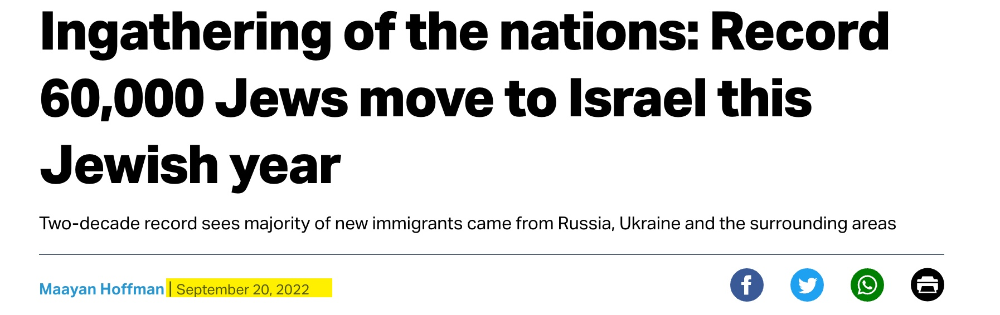 Ingathering of the nations: Record
60,000 Jews move to Israel this
Jewish year
Two-decade record sees majority of new immigrants came from Russia, Ukraine and the surrounding areas
Maayan Hoffman | September 20, 2022